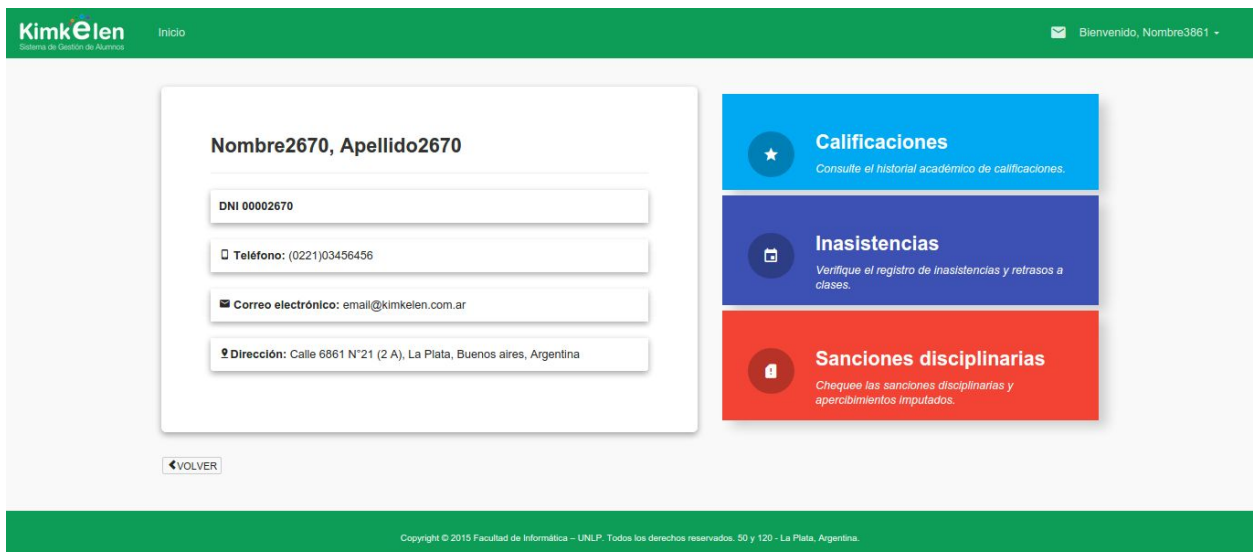 Kimkëlen
Sistema de Gestión de Alumnos
Inicio
Bienvenido, Nombre3861
Nombre2670, Apellido2670
DNI 00002670
Teléfono: (0221)03456456
Correo electrónico: email@kimkelen.com.ar
Dirección: Calle 6861 N°21 (2 A), La Plata, Buenos aires, Argentina
VOLVER
Calificaciones
Consulte el historial académico de calificaciones.
Inasistencias
Verifique el registro de inasistencias y retrasos a
clases.
Sanciones disciplinarias
Chequee las sanciones disciplinarias y
apercibimientos imputados.
Copyright © 2015 Facultad de Informática – UNLP. Todos los derechos reservados. 50 y 120 - La Plata, Argentina.